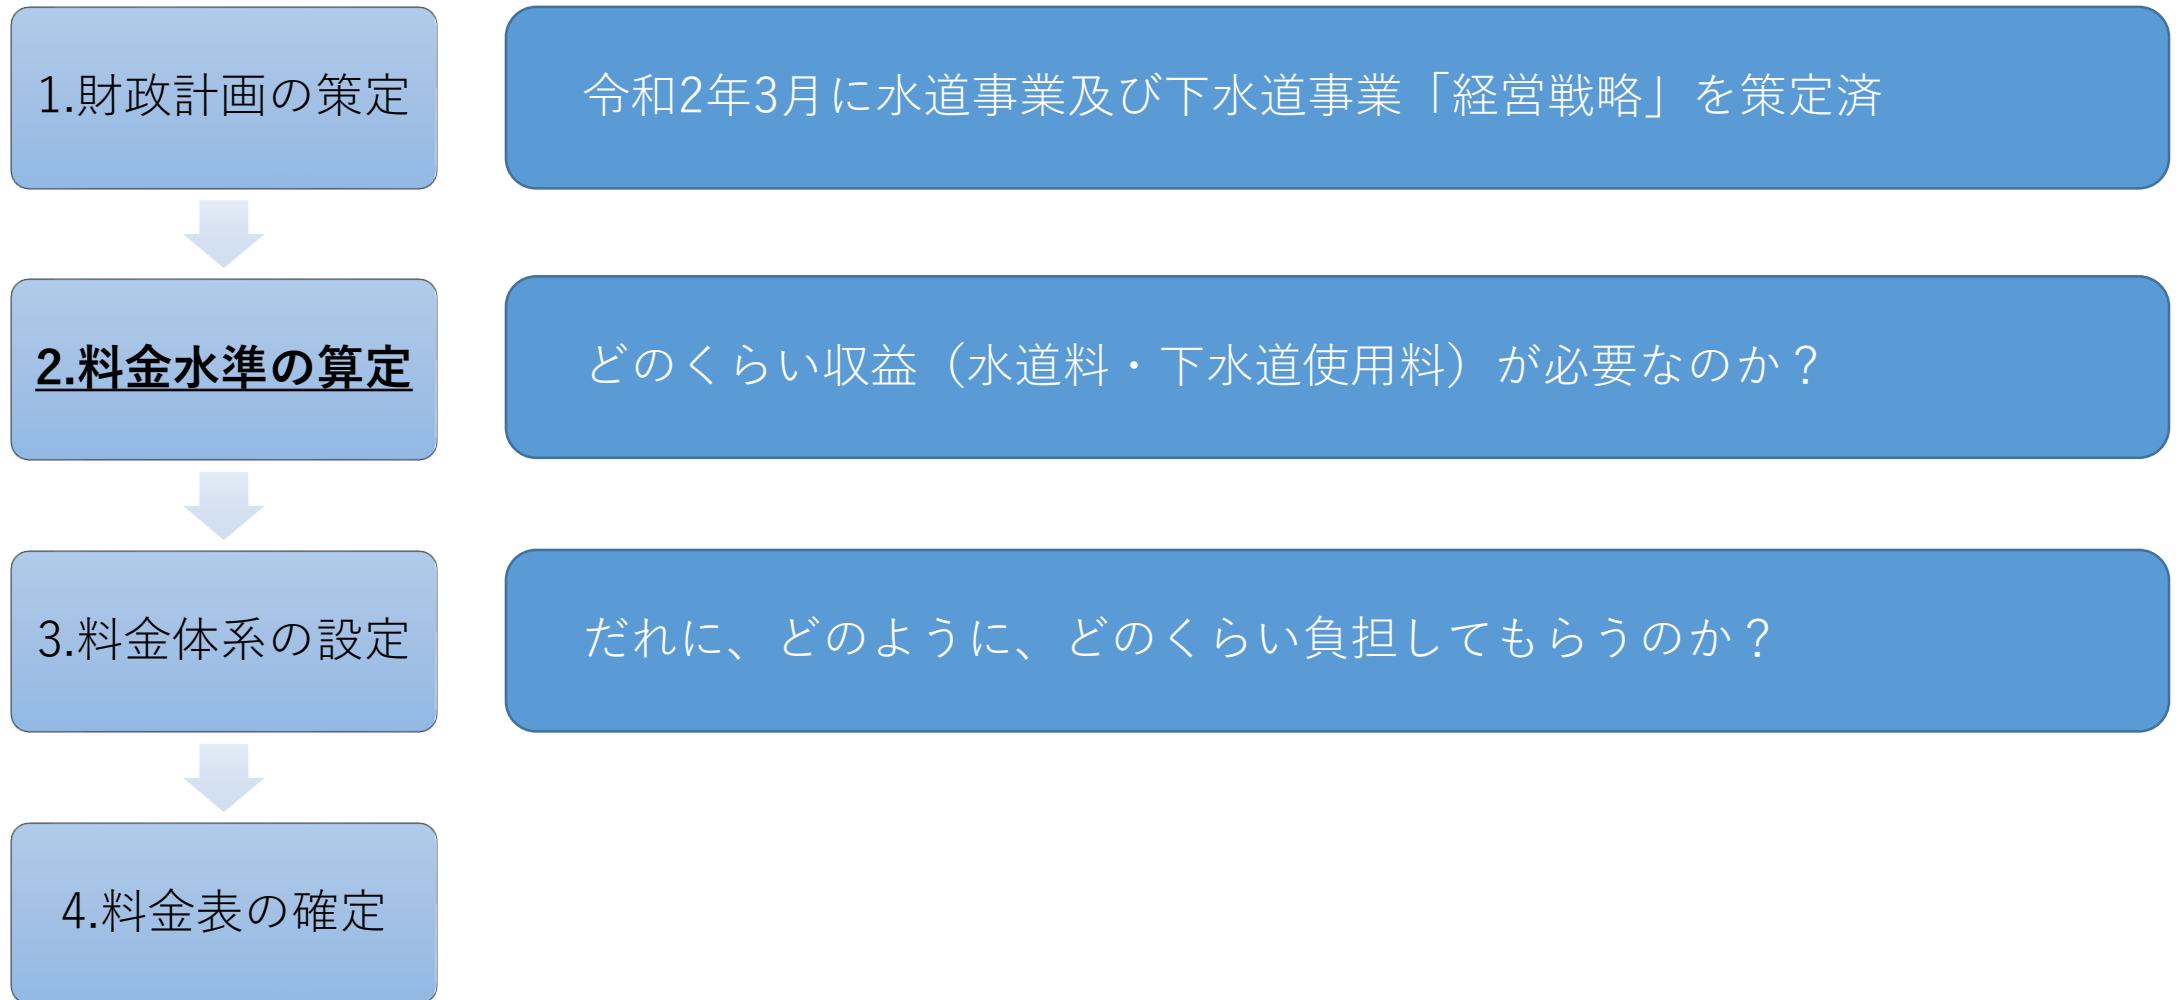 1.財政計画の策定
令和2年3月に水道事業及び下水道事業「経営戦略」を策定済
2.料金水準の算定
どのくらい収益（水道料・下水道使用料）が必要なのか？
3.料金体系の設定
だれに、どのように、どのくらい負担してもらうのか？
4.料金表の確定